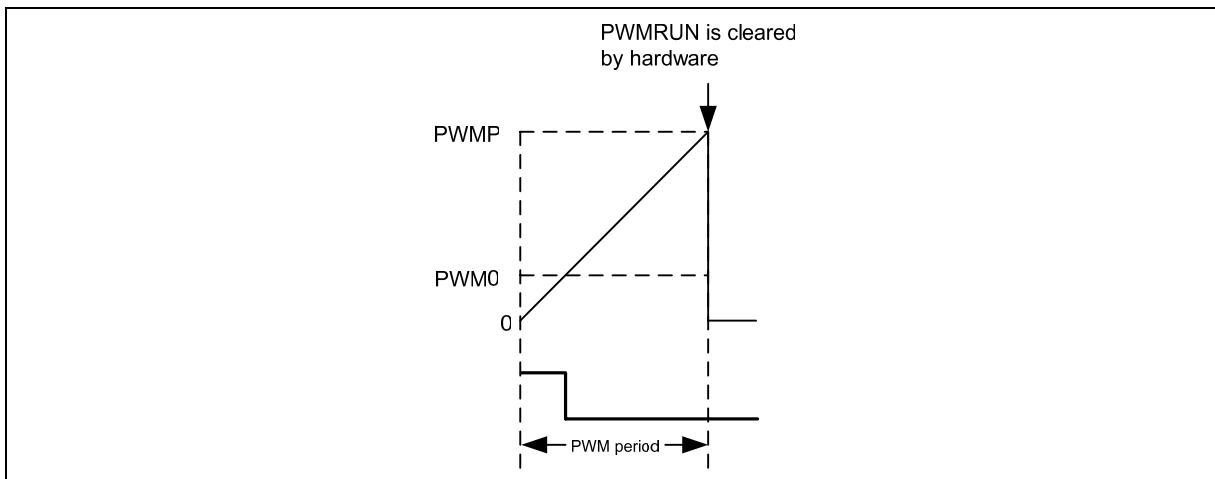 PWMRUN is cleared
by hardware
PWMP
PWM0
0
PWM period